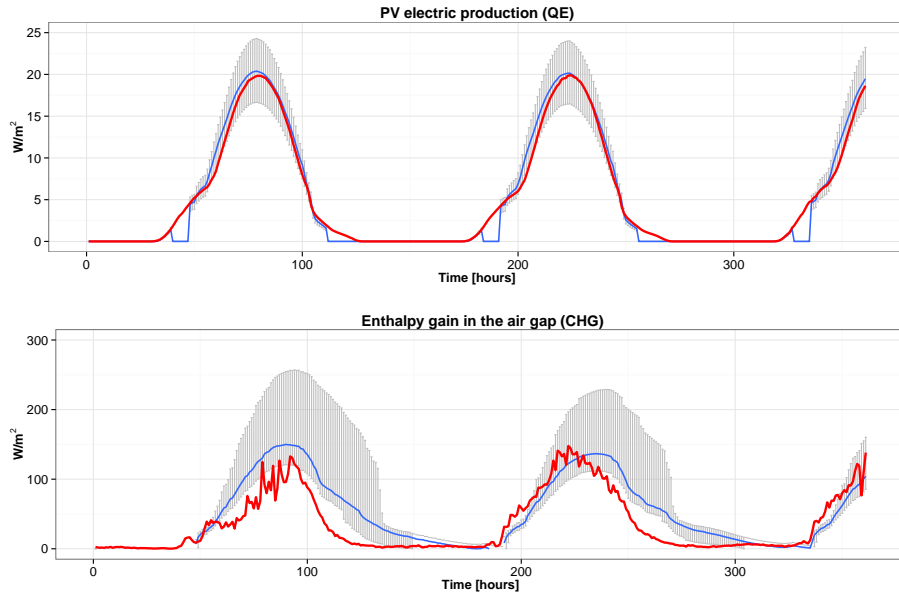 PV electric production (QE)
25
20
15
10
5
0
W/m²
0 100 200 300
Time [hours]
Enthalpy gain in the air gap (CHG)
300
200
100
0
W/m²
0 100 200 300
Time [hours]